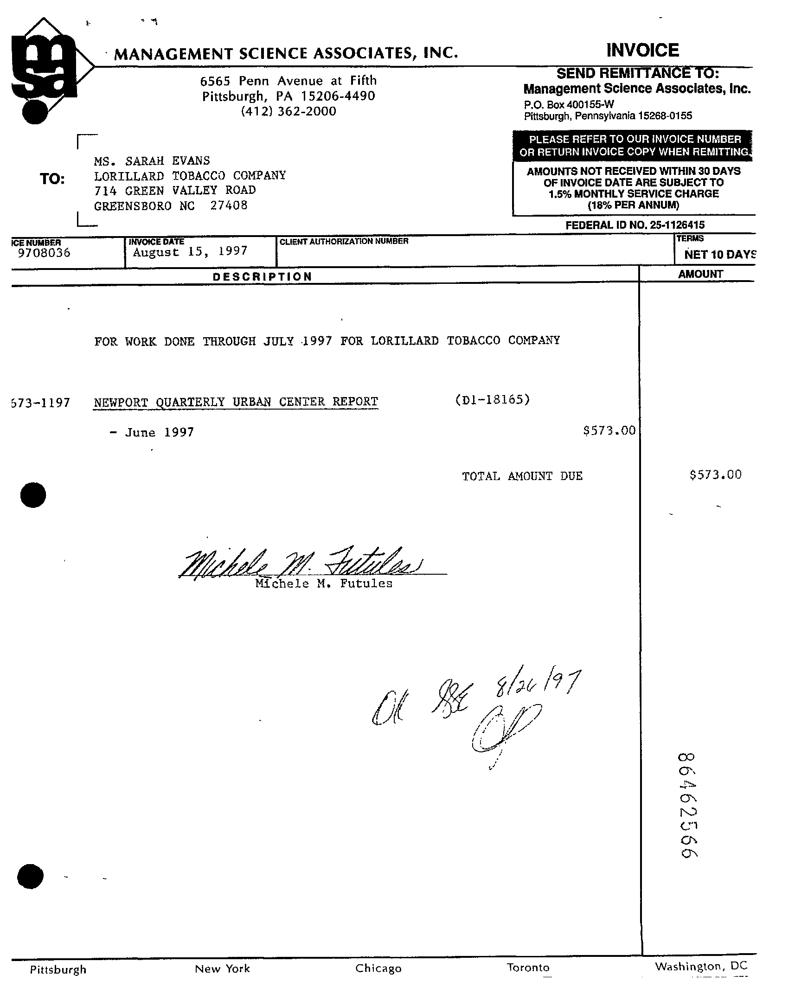 msa
MANAGEMENT SCIENCE ASSOCIATES, INC.
6565 Penn Avenue at Fifth
Pittsburgh, PA 15206-4490
(412) 362-2000
INVOICE
SEND REMITTANCE TO:
Management Science Associates, Inc.
P.O. Box 400155-W
Pittsburgh, Pennsylvania 15268-0155
PLEASE REFER TO OUR INVOICE NUMBER
OR RETURN INVOICE COPY WHEN REMITTING.
AMOUNTS NOT RECEIVED WITHIN 30 DAYS
OF INVOICE DATE ARE SUBJECT TO
1.5% MONTHLY SERVICE CHARGE
(18% PER ANNUM)
FEDERAL ID NO. 25-1126415
TO:
MS. SARAH EVANS
LORILLARD TOBACCO COMPANY
714 GREEN VALLEY ROAD
GREENSBORO NC 27408
ICE NUMBER INVOICE DATE CLIENT AUTHORIZATION NUMBER TERMS
9708036 August 15, 1997 NET 10 DAYS
DESCRIPTION AMOUNT
FOR WORK DONE THROUGH JULY 1997 FOR LORILLARD TOBACCO COMPANY
673-1197 NEWPORT QUARTERLY URBAN CENTER REPORT (D1-18165)
- June 1997 $573.00
TOTAL AMOUNT DUE $573.00
Michele M. Futules
Michele M. Futules
OK 8/26/97
86462566
Pittsburgh New York Chicago Toronto Washington, DC